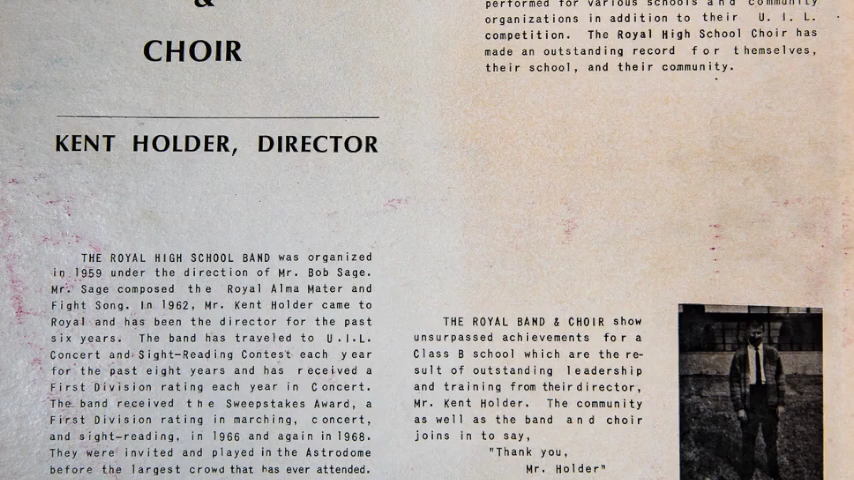 &
CHOIR
KENT HOLDER, DIRECTOR
THE ROYAL HIGH SCHOOL BAND was organized
in 1959 under the direction of Mr. Bob Sage.
Mr. Sage composed the Royal Alma Mater and
Fight Song. In 1962, Mr. Kent Holder came to
Royal and has been the director for the past
six years. The band has traveled to U.I.L.
Concert and Sight-Reading Contest each year
for the past eight years and has received a
First Division rating each year in Concert.
The band received the Sweepstakes Award, a
First Division rating in marching, concert,
and sight-reading, in 1966 and again in 1968.
They were invited and played in the Astrodome
before the largest crowd that has ever attended.
performed for various schools and community
organizations in addition to their U. I. L.
competition. The Royal High School Choir has
made an outstanding record for themselves,
their school, and their community.
THE ROYAL BAND & CHOIR show
unsurpassed achievements for a
Class B school which are the re-
sult of outstanding leadership
and training from their director,
Mr. Kent Holder. The community
as well as the band and choir
joins in to say,
"Thank you,
Mr. Holder"